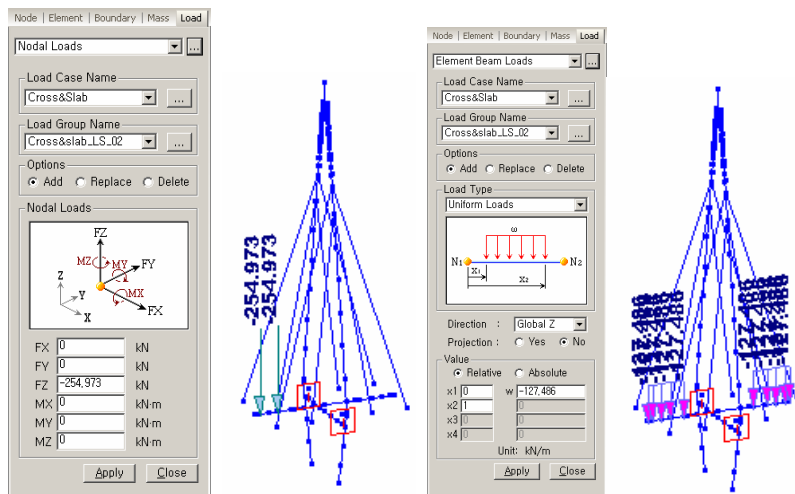 Node Element Boundary Mass Load
Nodal Loads ...
Load Case Name
Cross&Slab ...
Load Group Name
Cross&slab_LS_02 ...
Options
Add Replace Delete
Nodal Loads
FZ
MZ MY FY
MX
Z
Y
X
FX
FX 0 kN
FY 0 kN
FZ -254,973 kN
MX 0 kN·m
MY 0 kN·m
MZ 0 kN·m
Apply Close
-254.973
-254.973
Node Element Boundary Mass Load
Element Beam Loads ...
Load Case Name
Cross&Slab ...
Load Group Name
Cross&slab_LS_02 ...
Options
Add Replace Delete
Load Type
Uniform Loads
ω
N1 N2
X1
X2
Direction : Global Z
Projection : Yes No
Value
Relative Absolute
x1 0 w -127,486
x2 1 0
x3 0 0
x4 0 0
Unit: kN/m
Apply Close